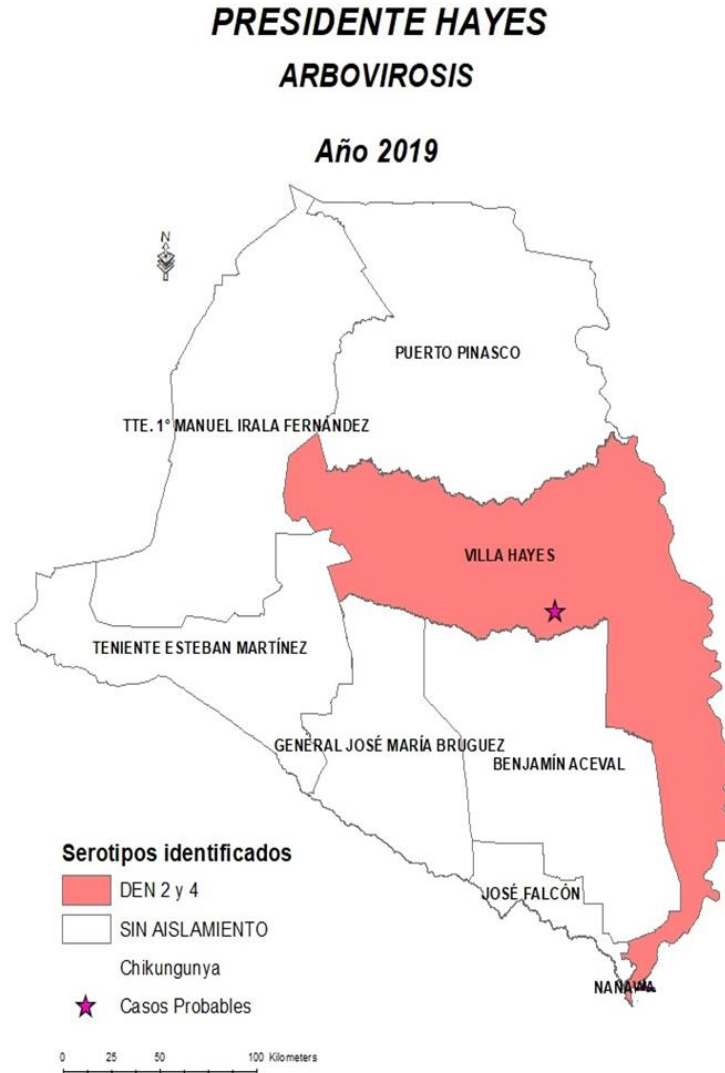 PRESIDENTE HAYES
ARBOVIROSIS
Año 2019
N
PUERTO PINASCO
TTE. 1° MANUEL IRALA FERNÁNDEZ
VILLA HAYES
TENIENTE ESTEBAN MARTÍNEZ
GENERAL JOSÉ MARÍA BRUGUEZ
BENJAMÍN ACEVAL
JOSÉ FALCÓN
NANAWA
Serotipos identificados
DEN 2 y 4
SIN AISLAMIENTO
Chikungunya
Casos Probables
0 25 50 100 Kilometers